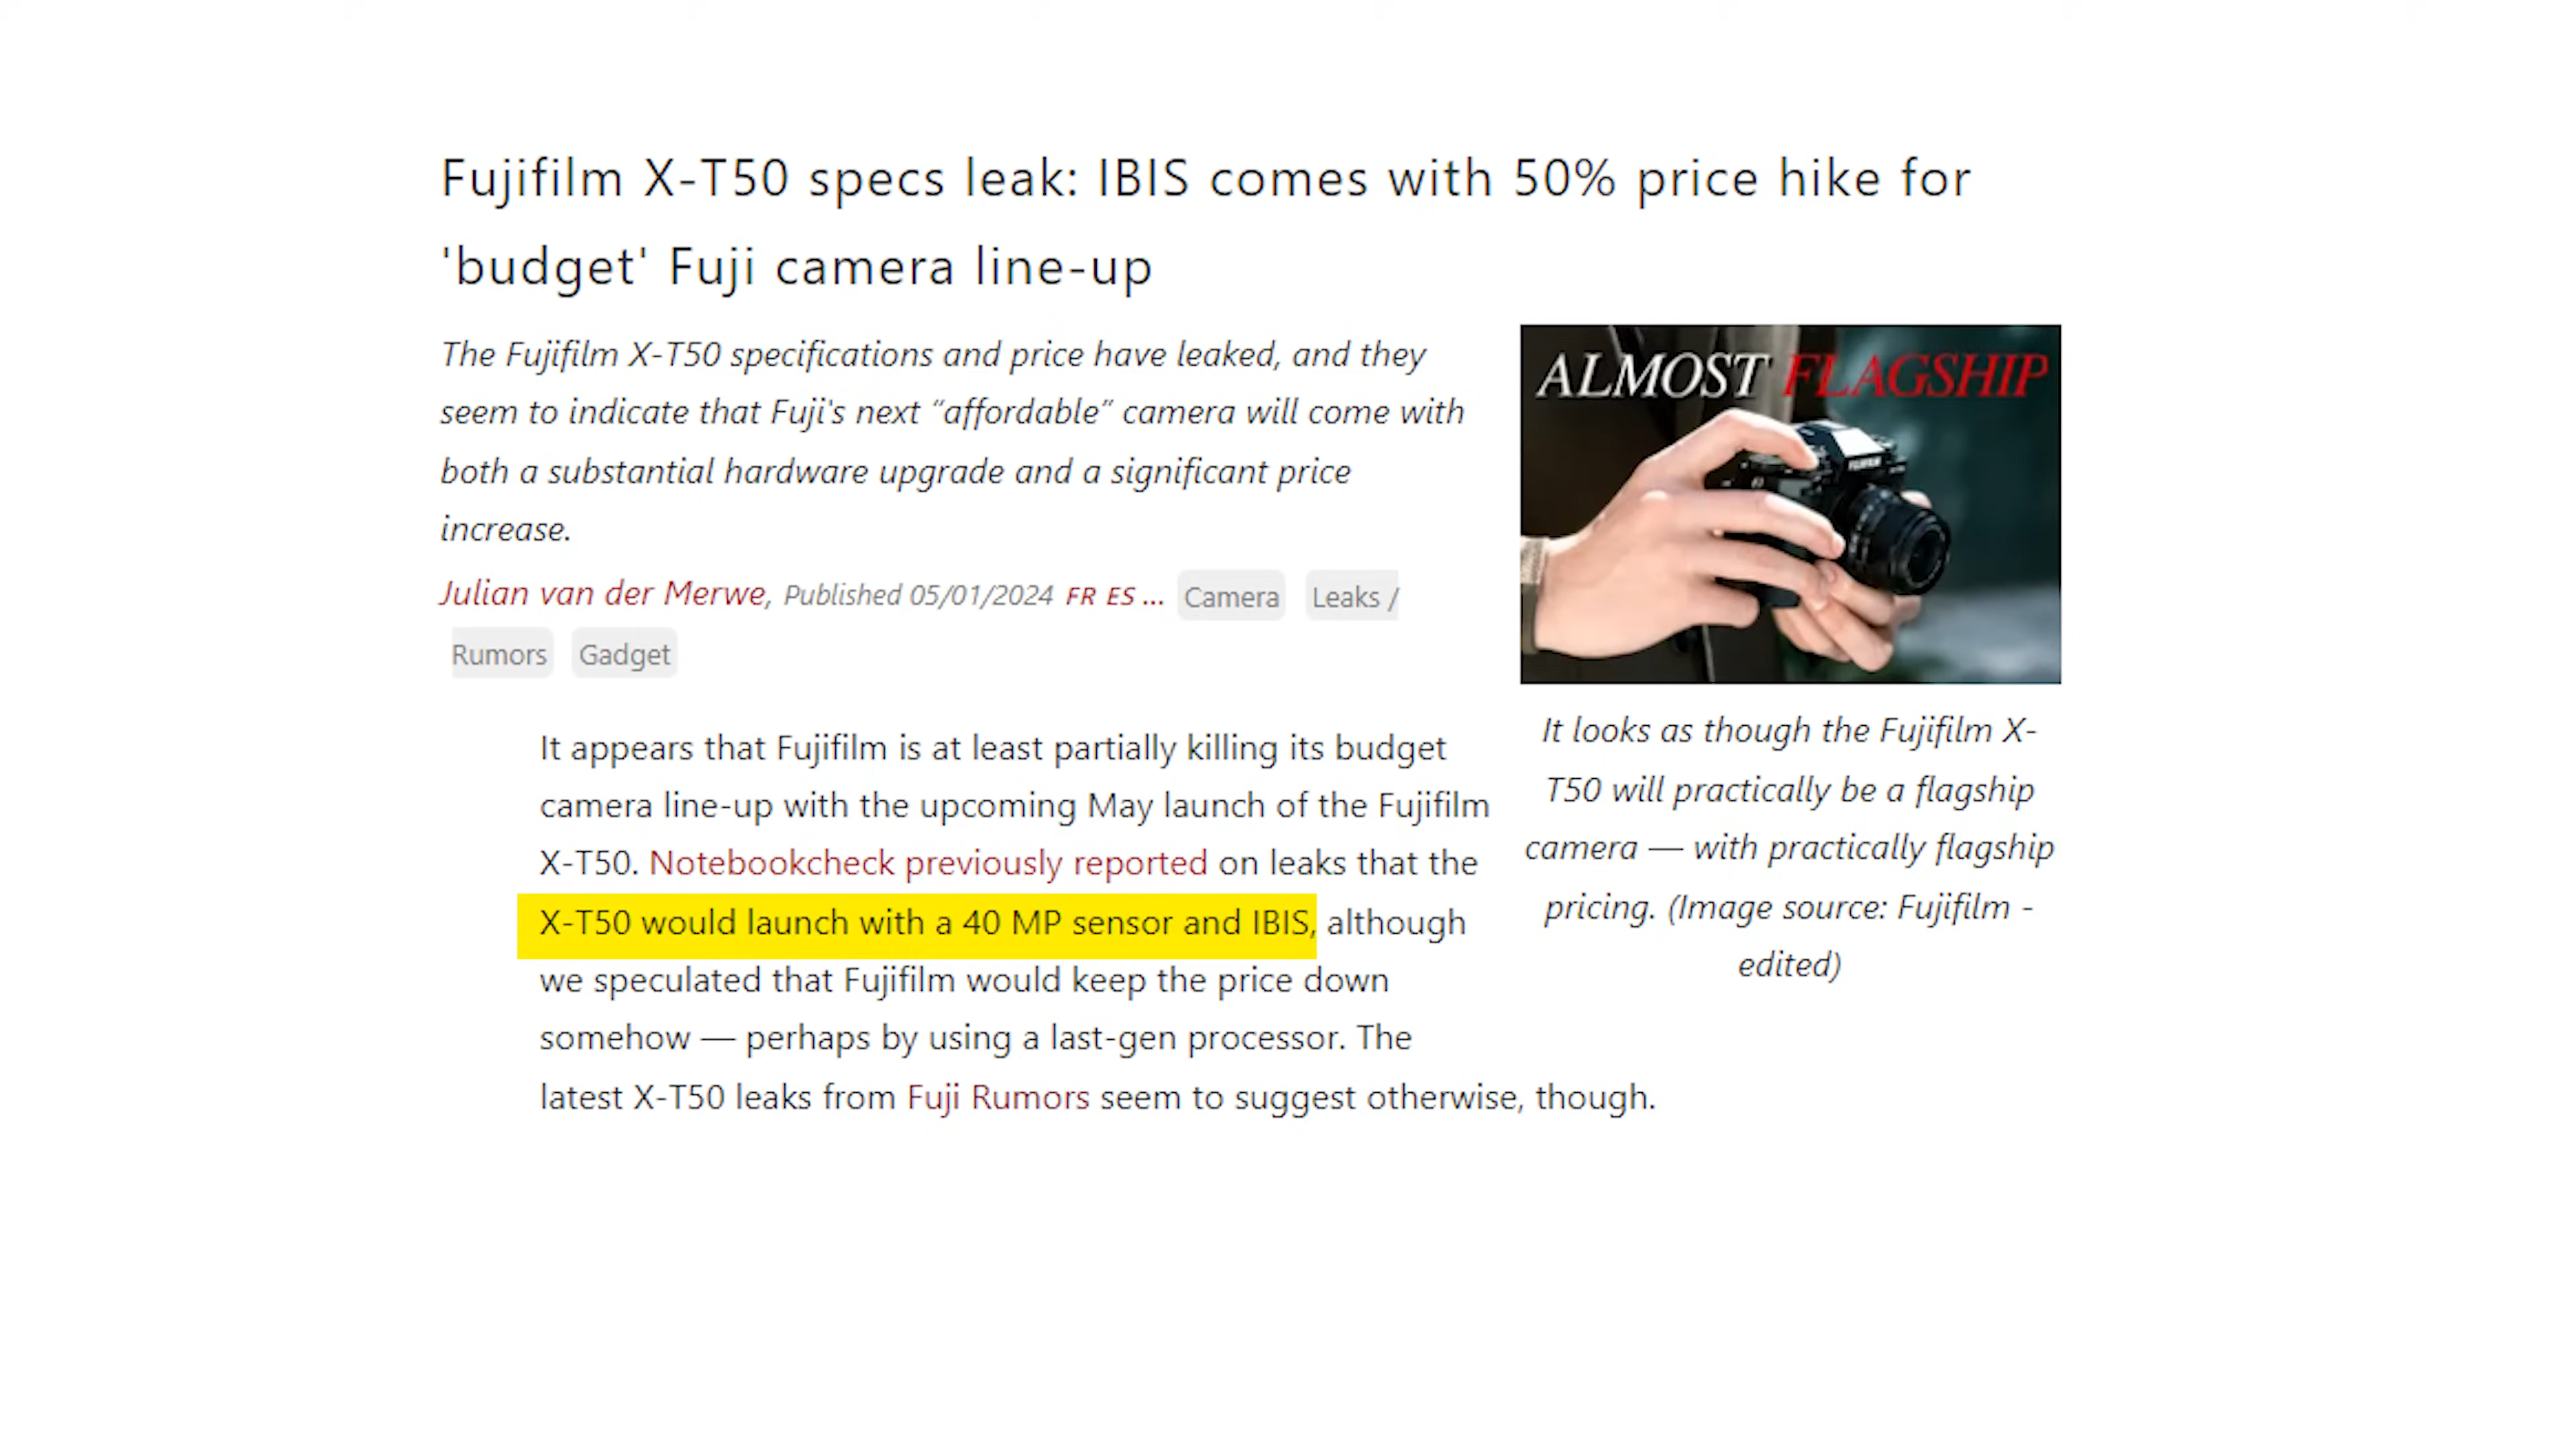 Fujifilm X-T50 specs leak: IBIS comes with 50% price hike for
'budget' Fuji camera line-up
The Fujifilm X-T50 specifications and price have leaked, and they
seem to indicate that Fuji's next “affordable” camera will come with
both a substantial hardware upgrade and a significant price
increase.
Julian van der Merwe, Published 05/01/2024 FR ES ... Camera Leaks /
Rumors Gadget
ALMOST FLAGSHIP
FUJIFILM
It looks as though the Fujifilm X-
T50 will practically be a flagship
camera — with practically flagship
pricing. (Image source: Fujifilm -
edited)
It appears that Fujifilm is at least partially killing its budget
camera line-up with the upcoming May launch of the Fujifilm
X-T50. Notebookcheck previously reported on leaks that the
X-T50 would launch with a 40 MP sensor and IBIS, although
we speculated that Fujifilm would keep the price down
somehow — perhaps by using a last-gen processor. The
latest X-T50 leaks from Fuji Rumors seem to suggest otherwise, though.